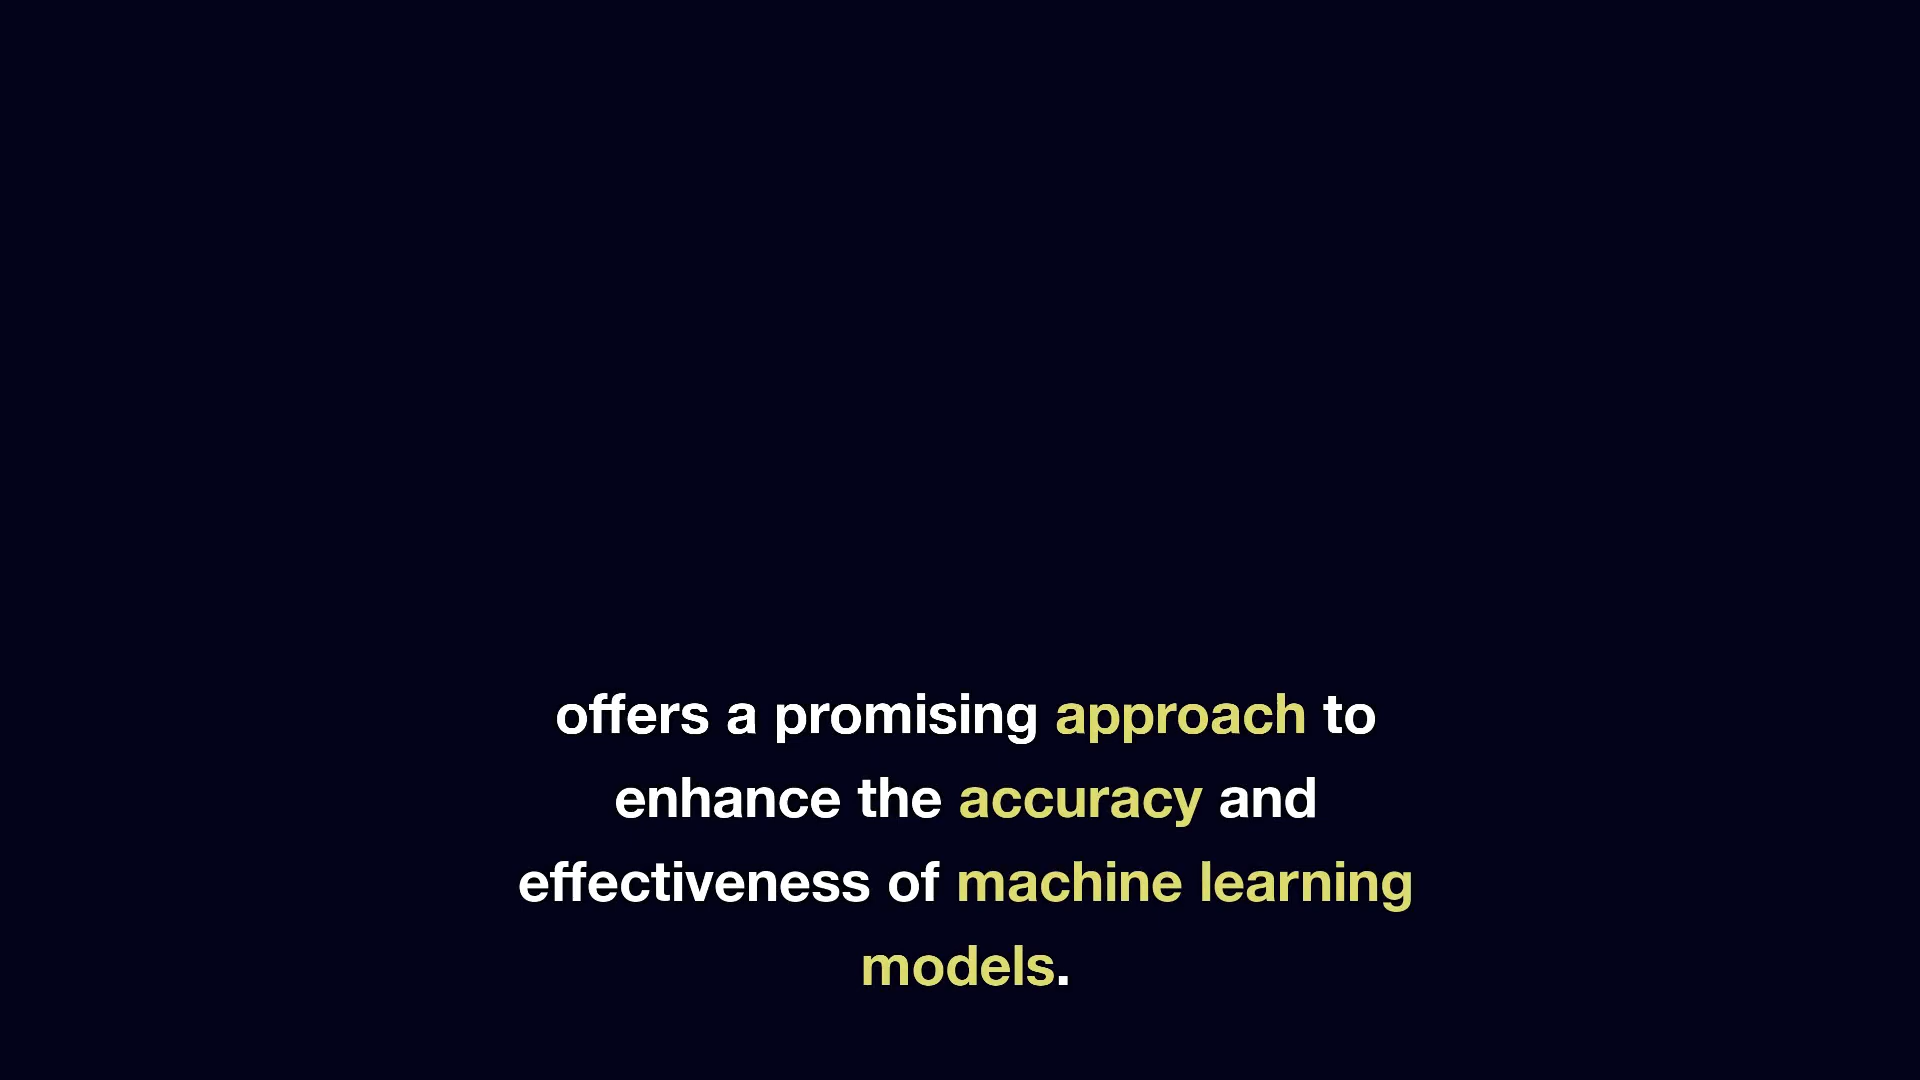 offers a promising approach to
enhance the accuracy and
effectiveness of machine learning
models.